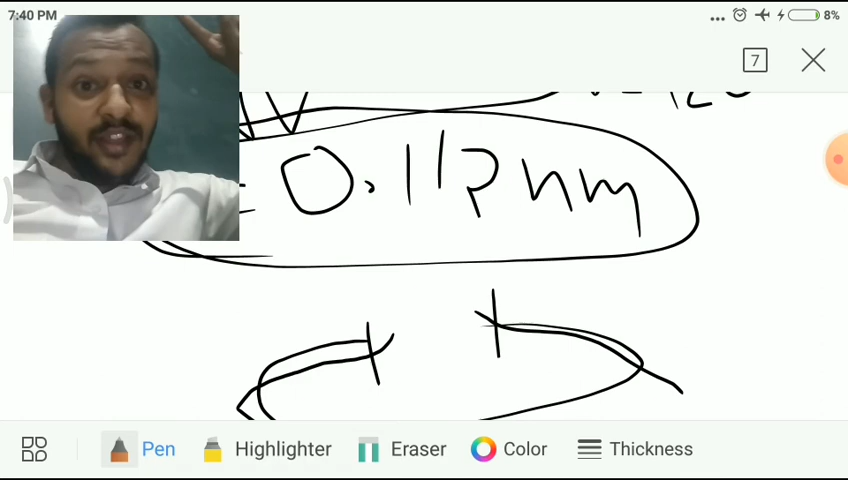 7:40 PM
8%
7
= 0.112 nm
Pen Highlighter Eraser Color Thickness